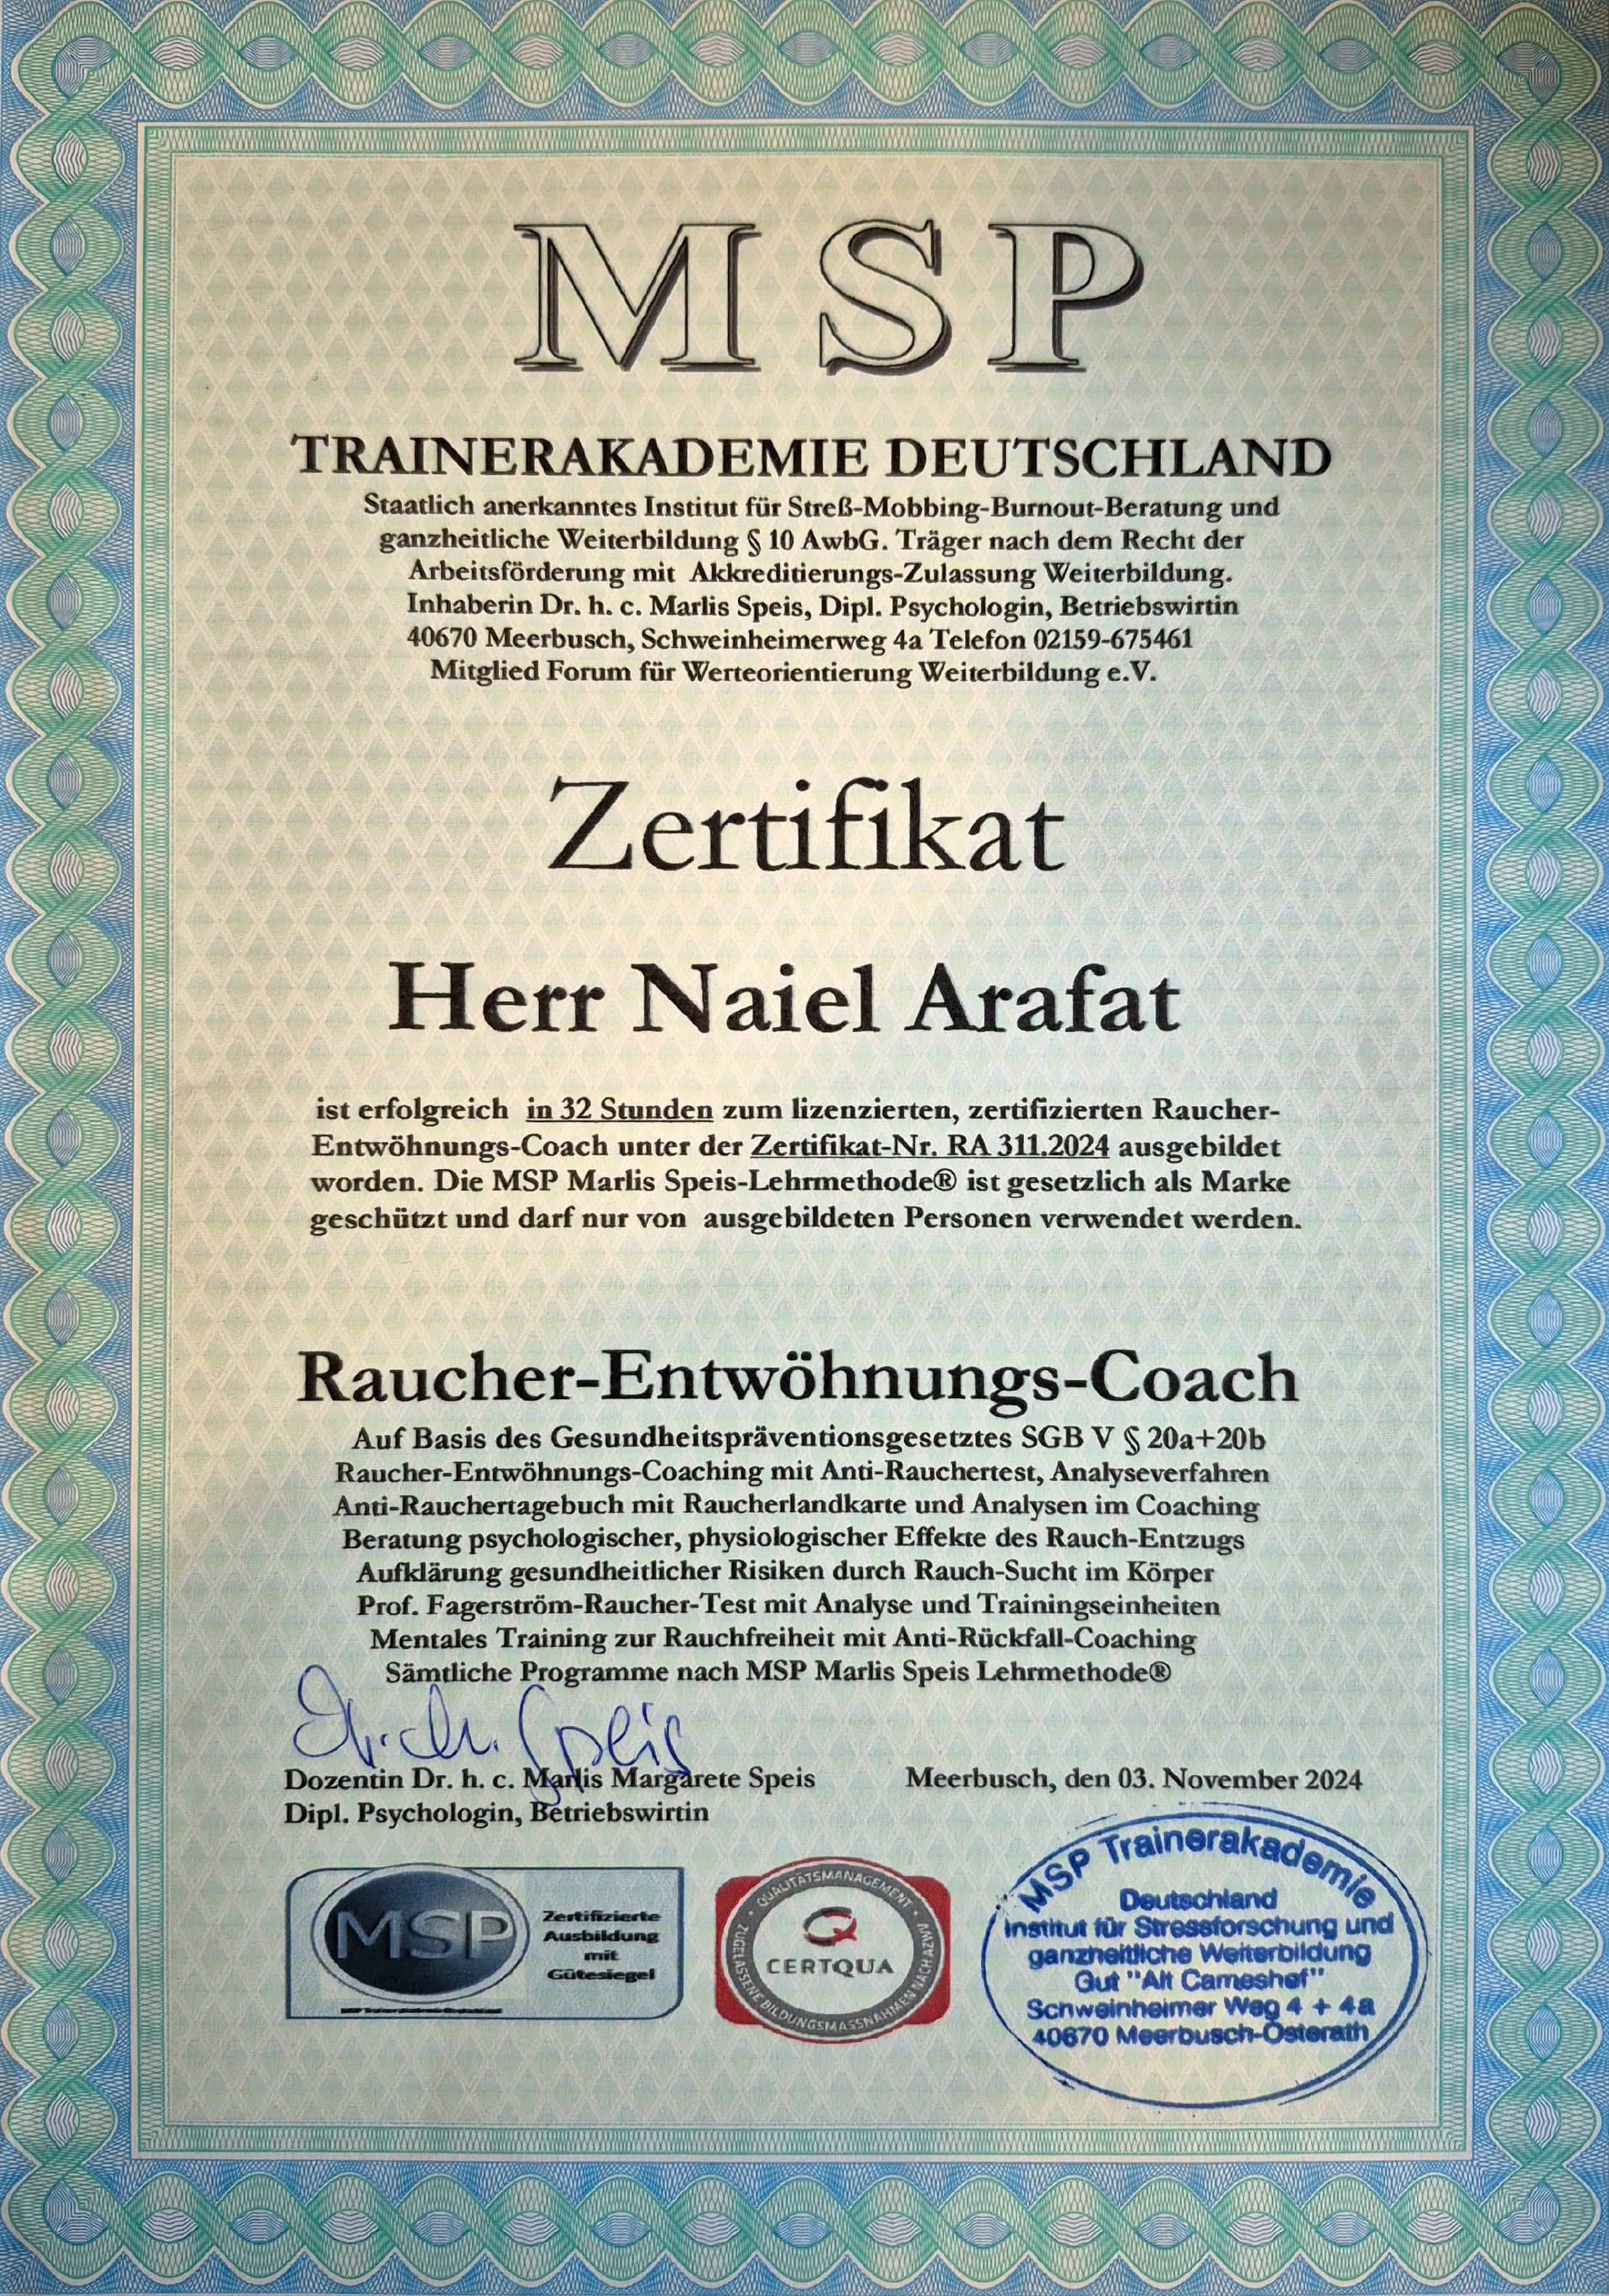 MSP
TRAINERAKADEMIE DEUTSCHLAND
Staatlich anerkanntes Institut für Streß-Mobbing-Burnout-Beratung und
ganzheitliche Weiterbildung § 10 AwbG. Träger nach dem Recht der
Arbeitsförderung mit Akkreditierungs-Zulassung Weiterbildung.
Inhaberin Dr. h. c. Marlis Speis, Dipl. Psychologin, Betriebswirtin
40670 Meerbusch, Schweinheimerweg 4a Telefon 02159-675461
Mitglied Forum für Werteorientierung Weiterbildung e.V.
Zertifikat
Herr Naiel Arafat
ist erfolgreich in 32 Stunden zum lizenzierten, zertifizierten Raucher-
Entwöhnungs-Coach unter der Zertifikat-Nr. RA 311.2024 ausgebildet
worden. Die MSP Marlis Speis-Lehrmethode® ist gesetzlich als Marke
geschützt und darf nur von ausgebildeten Personen verwendet werden.
Raucher-Entwöhnungs-Coach
Auf Basis des Gesundheitspräventionsgesetztes SGB V § 20a+20b
Raucher-Entwöhnungs-Coaching mit Anti-Rauchertest, Analyseverfahren
Anti-Rauchertagebuch mit Raucherlandkarte und Analysen im Coaching
Beratung psychologischer, physiologischer Effekte des Rauch-Entzugs
Aufklärung gesundheitlicher Risiken durch Rauch-Sucht im Körper
Prof. Fagerström-Raucher-Test mit Analyse und Trainingseinheiten
Mentales Training zur Rauchfreiheit mit Anti-Rückfall-Coaching
Sämtliche Programme nach MSP Marlis Speis Lehrmethode®
Speis
Dozentin Dr. h. c. Marlis Margarete Speis Meerbusch, den 03. November 2024
Dipl. Psychologin, Betriebswirtin
MSP
Zertifizierte
Ausbildung
mit
Gütesiegel
QUALITÄTSMANAGEMENT
CERTQUA
ZUGELASSENE BILDUNGSMASSNAHMEN NACH AZWV
MSP Trainerakademie
Deutschland
Institut für Stressforschung und
ganzheitliche Weiterbildung
Gut "Alt Cameshof"
Schweinheimer Weg 4 + 4a
40670 Meerbusch-Osterath